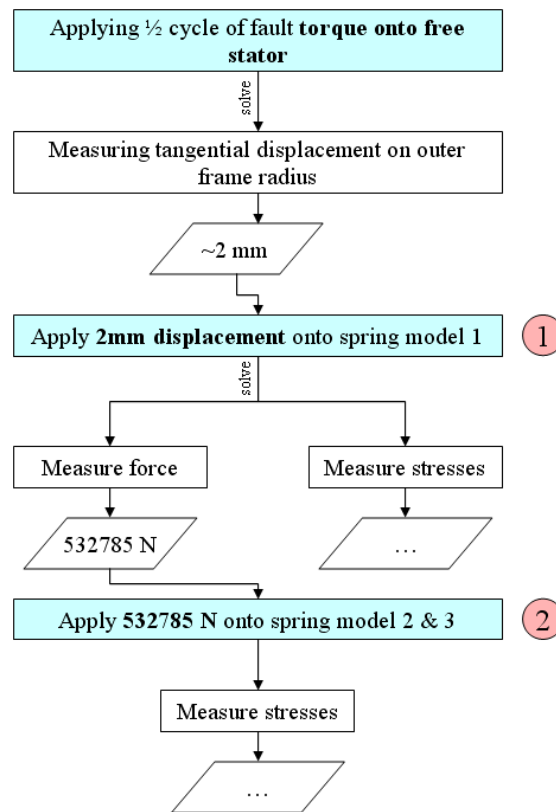 Applying ½ cycle of fault torque onto free
stator
solve
Measuring tangential displacement on outer
frame radius
~2 mm
Apply 2mm displacement onto spring model 1
1
solve
Measure force
Measure stresses
532785 N
…
Apply 532785 N onto spring model 2 & 3
2
Measure stresses
…